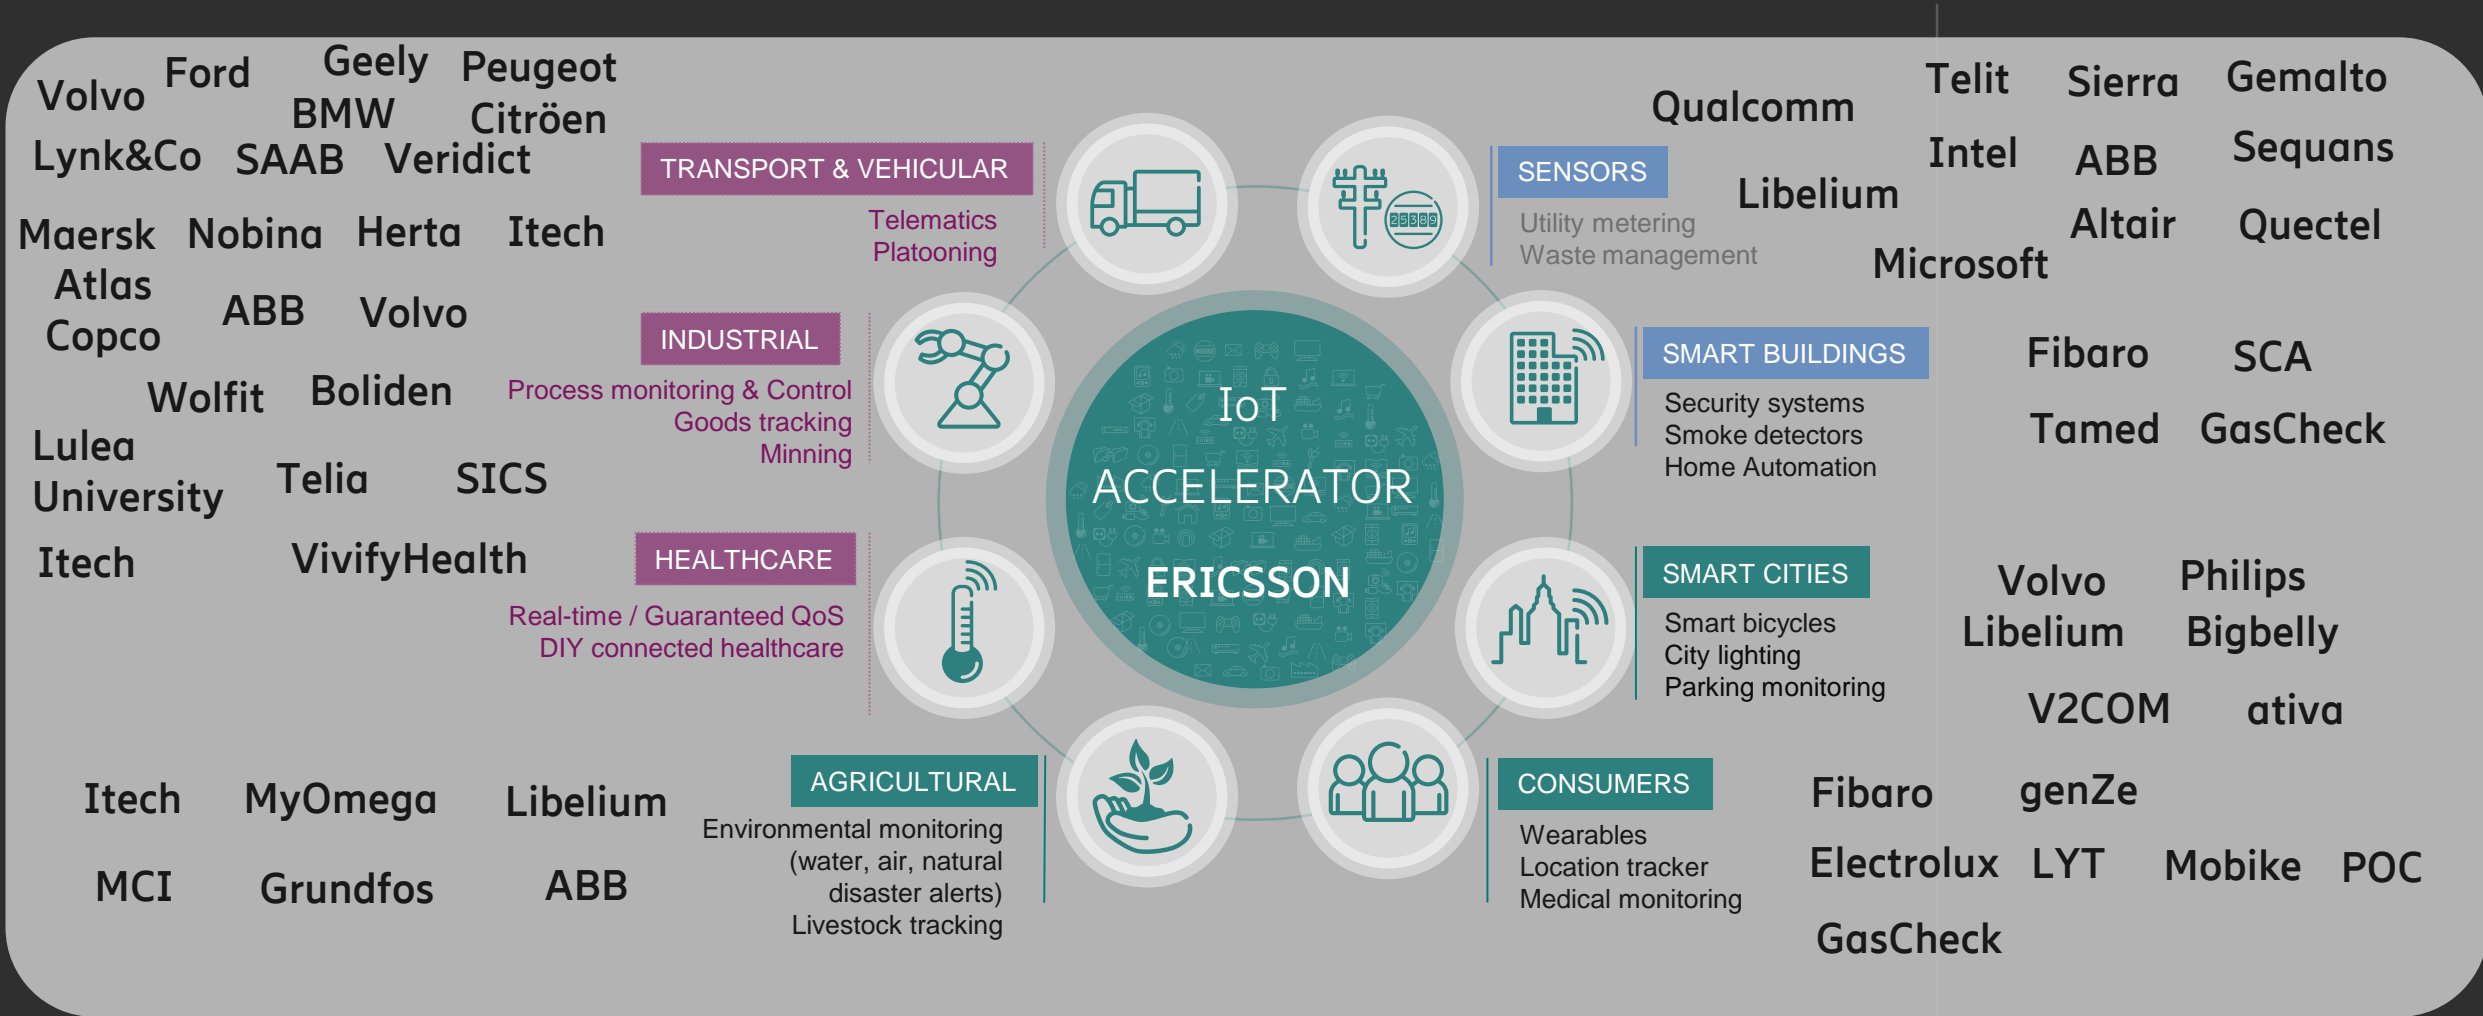 Volvo
Ford
Geely
Peugeot
BMW
Citröen
Lynk&Co
SAAB
Veridict
Maersk
Nobina
Herta
Itech
TRANSPORT & VEHICULAR
Telematics
Platooning
Atlas
Copco
ABB
Volvo
Wolfit
Boliden
INDUSTRIAL
Process monitoring & Control
Goods tracking
Minning
Lulea
University
Telia
SICS
Itech
VivifyHealth
HEALTHCARE
Real-time / Guaranteed QoS
DIY connected healthcare
Itech
MyOmega
Libelium
MCI
Grundfos
ABB
AGRICULTURAL
Environmental monitoring
(water, air, natural
disaster alerts)
Livestock tracking
IoT
ACCELERATOR
ERICSSON
25389
SENSORS
Utility metering
Waste management
Qualcomm
Telit
Sierra
Gemalto
Intel
ABB
Sequans
Libelium
Altair
Quectel
Microsoft
SMART BUILDINGS
Security systems
Smoke detectors
Home Automation
Fibaro
SCA
Tamed
GasCheck
SMART CITIES
Smart bicycles
City lighting
Parking monitoring
Volvo
Philips
Libelium
Bigbelly
V2COM
ativa
CONSUMERS
Wearables
Location tracker
Medical monitoring
Fibaro
genZe
Electrolux
LYT
Mobike
POC
GasCheck